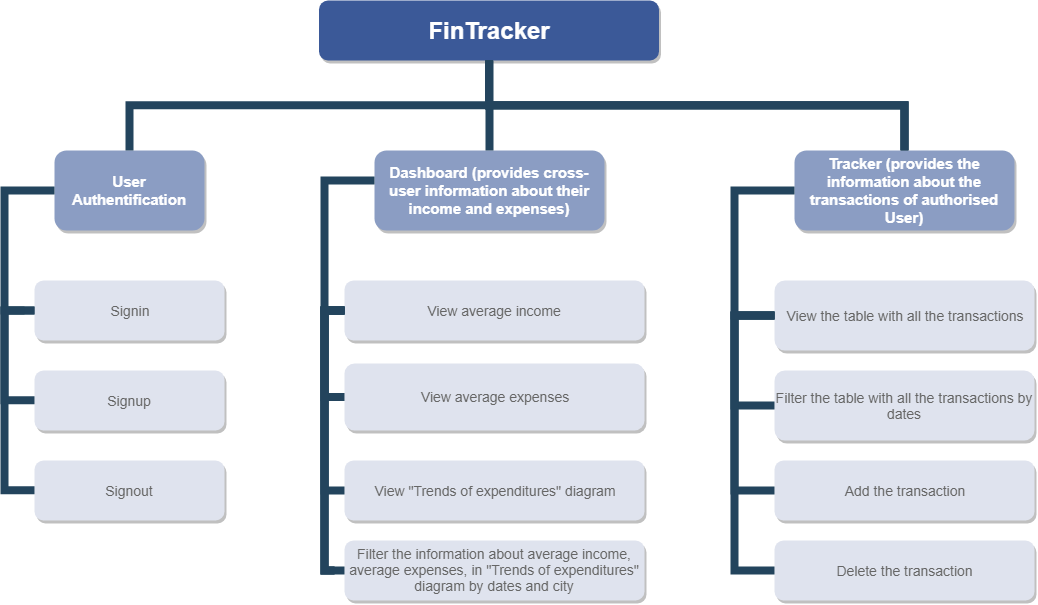 FinTracker
User
Authentification
Signin
Signup
Signout
Dashboard (provides cross-
user information about their
income and expenses)
View average income
View average expenses
View "Trends of expenditures" diagram
Filter the information about average income,
average expenses, in "Trends of expenditures"
diagram by dates and city
Tracker (provides the
information about the
transactions of authorised
User)
View the table with all the transactions
Filter the table with all the transactions by
dates
Add the transaction
Delete the transaction